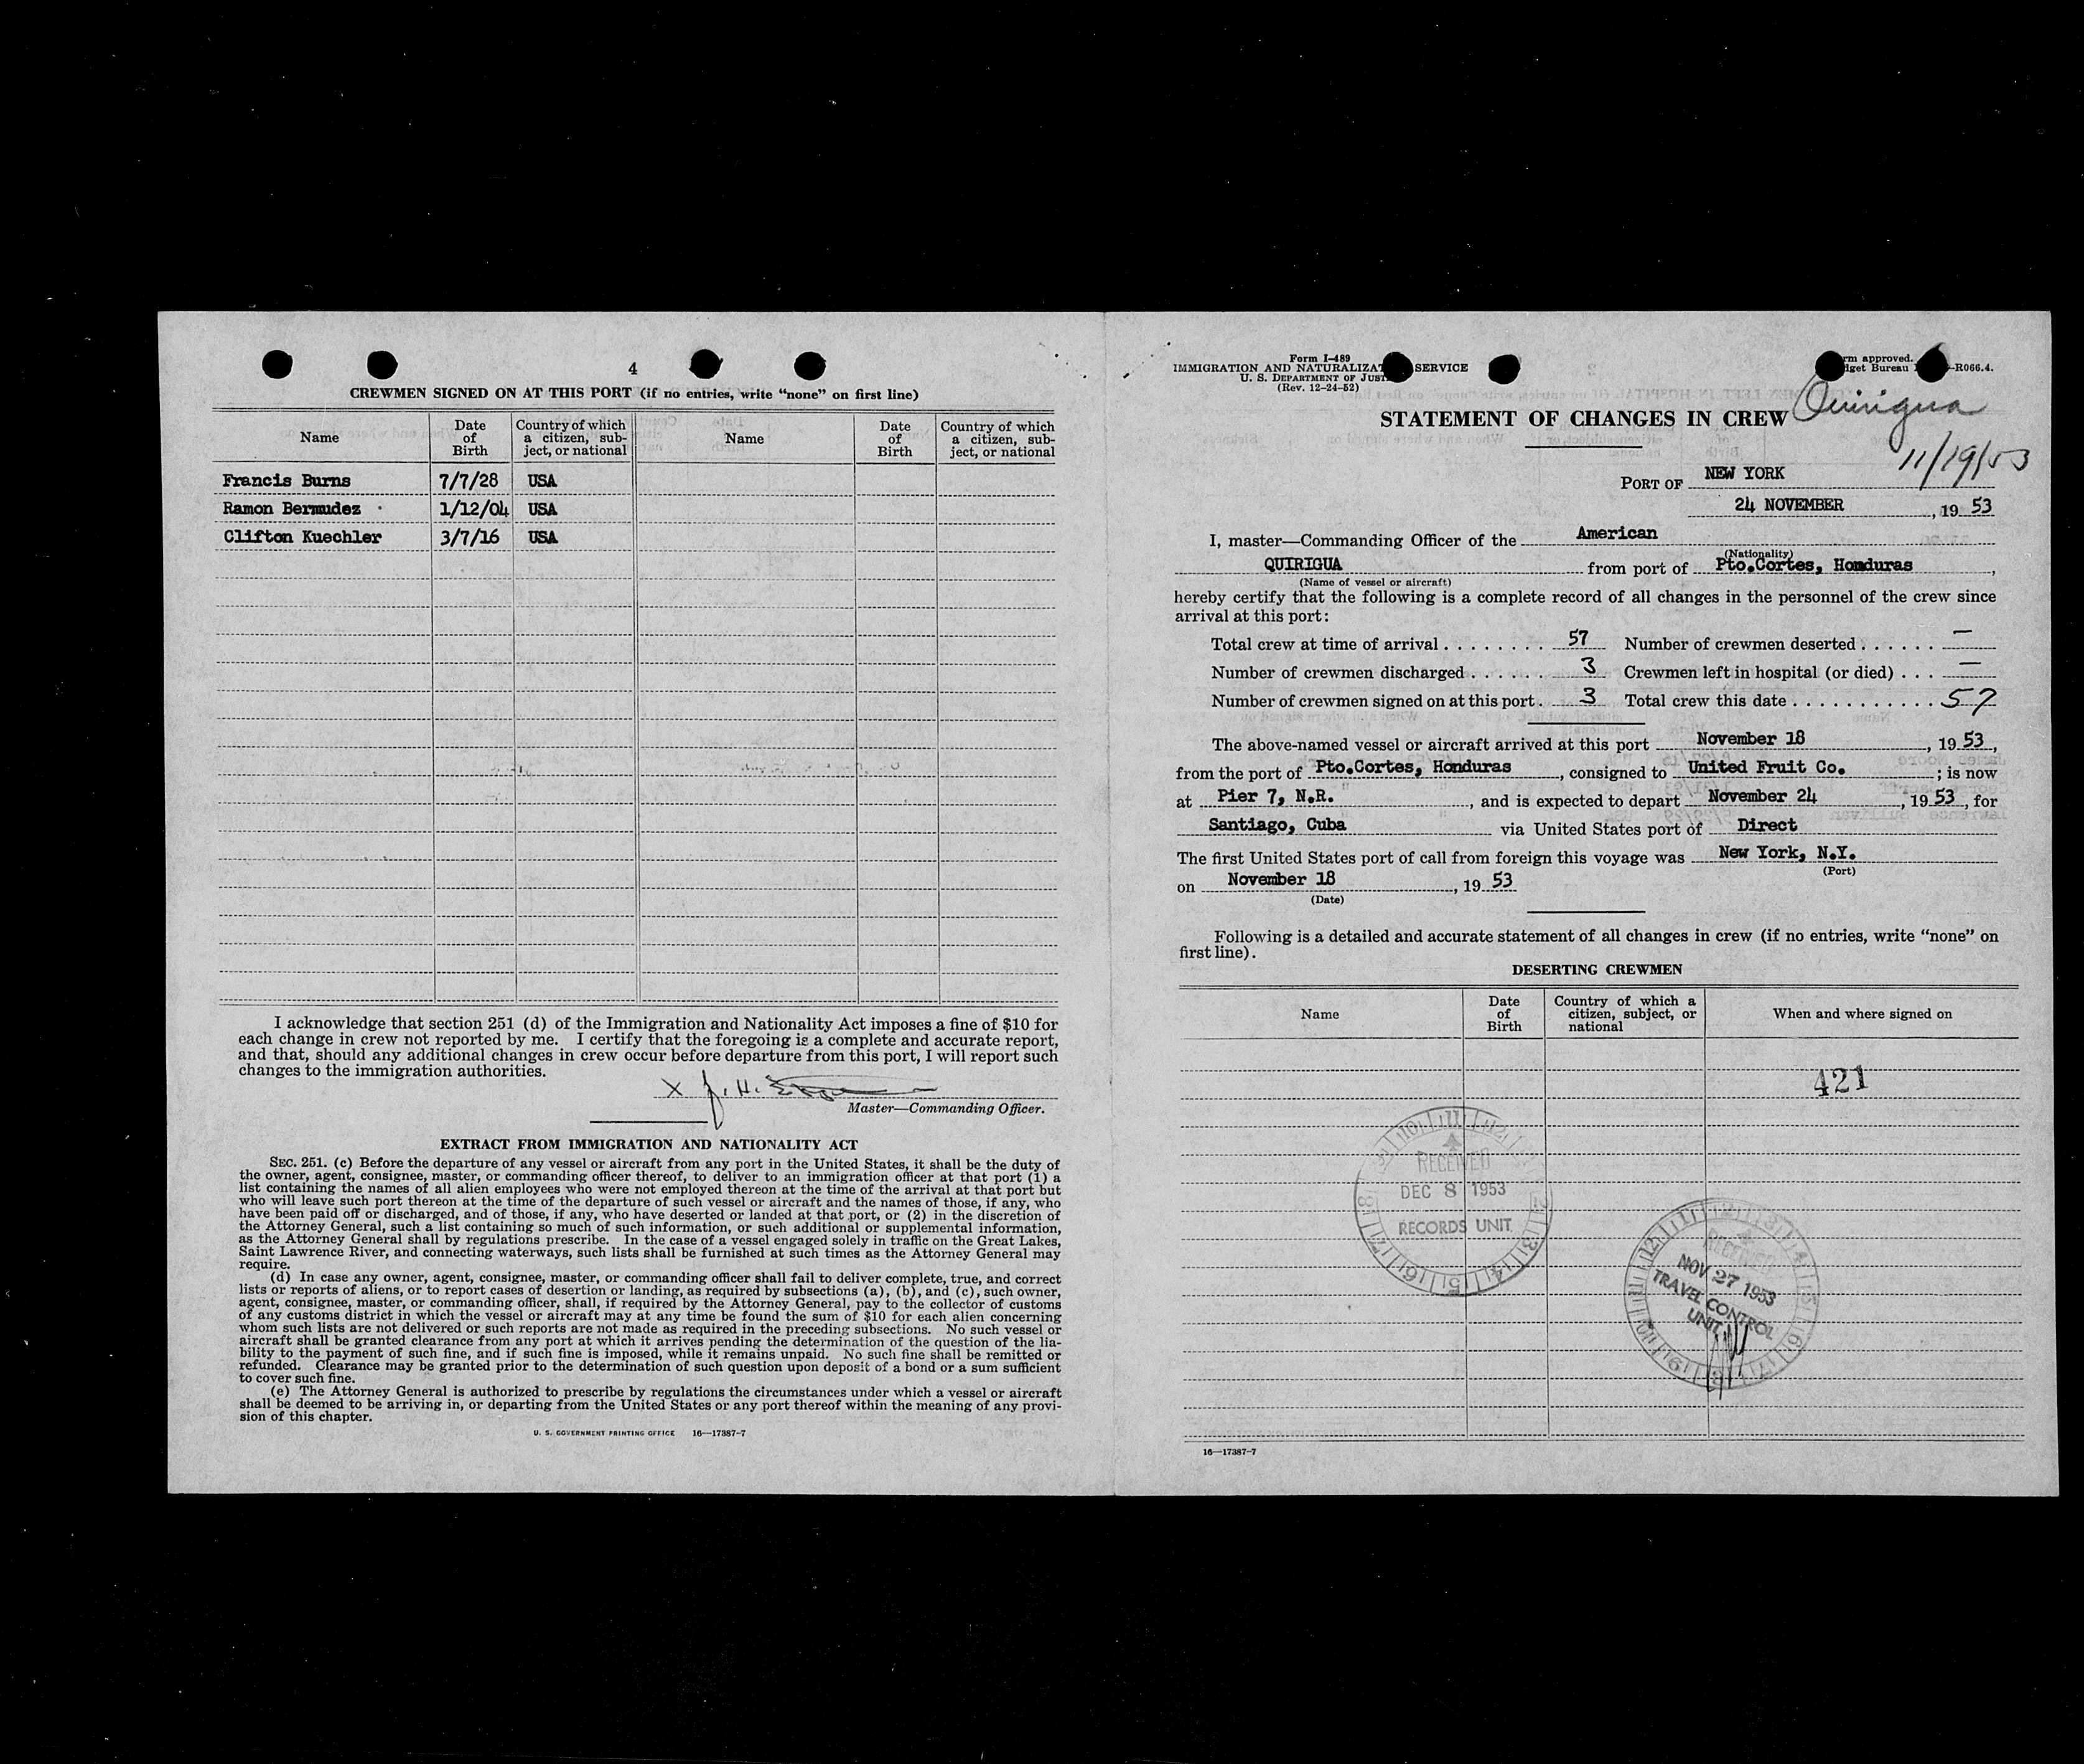 4
CREWMEN SIGNED ON AT THIS PORT (if no entries, write “none” on first line)
Name
Date of Birth
Country of which a citizen, sub-
ject, or national
Name
Date of Birth
Country of which a citizen, sub-
ject, or national
Francis Burns 7/7/28 USA
Ramon Bermudez 1/12/04 USA
Clifton Kuechler 3/7/16 USA
I acknowledge that section 251 (d) of the Immigration and Nationality Act imposes a fine of $10 for
each change in crew not reported by me. I certify that the foregoing is a complete and accurate report,
and that, should any additional changes in crew occur before departure from this port, I will report such
changes to the immigration authorities.
X J. H.
Master—Commanding Officer.
EXTRACT FROM IMMIGRATION AND NATIONALITY ACT
SEC. 251. (c) Before the departure of any vessel or aircraft from any port in the United States, it shall be the duty of
the owner, agent, consignee, master, or commanding officer thereof, to deliver to an immigration officer at that port (1) a
list containing the names of all alien employees who were not employed thereon at the time of the arrival at that port but
who will leave such port thereon at the time of the departure of such vessel or aircraft and the names of those, if any, who
have been paid off or discharged, and of those, if any, who have deserted or landed at that port, or (2) in the discretion of
the Attorney General, such a list containing so much of such information, or such additional or supplemental information,
as the Attorney General shall by regulations prescribe. In the case of a vessel engaged solely in traffic on the Great Lakes,
Saint Lawrence River, and connecting waterways, such lists shall be furnished at such times as the Attorney General may
require.
(d) In case any owner, agent, consignee, master, or commanding officer shall fail to deliver complete, true, and correct
lists or reports of aliens, or to report cases of desertion or landing, as required by subsections (a), (b), and (c), such owner,
agent, consignee, master, or commanding officer, shall, if required by the Attorney General, pay to the collector of customs
of any customs district in which the vessel or aircraft may at any time be found the sum of $10 for each alien concerning
whom such lists are not delivered or such reports are not made as required in the preceding subsections. No such vessel or
aircraft shall be granted clearance from any port at which it arrives pending the determination of the question of the lia-
bility to the payment of such fine, and if such fine is imposed, while it remains unpaid. No such fine shall be remitted or
refunded. Clearance may be granted prior to the determination of such question upon deposit of a bond or a sum sufficient
to cover such fine.
(e) The Attorney General is authorized to prescribe by regulations the circumstances under which a vessel or aircraft
shall be deemed to be arriving in, or departing from the United States or any port thereof within the meaning of any provi-
sion of this chapter.
U. S. GOVERNMENT PRINTING OFFICE 16—17387-7
Form I-489
IMMIGRATION AND SERVICE
U. S. DEPARTMENT OF
(Rev. 12-24-52)
approved.
Bureau -R066.4.
Quirigua
11/19/53
STATEMENT OF CHANGES IN CREW
PORT OF NEW YORK
24 NOVEMBER, 19 53
I, master—Commanding Officer of the American
(Nationality)
QUIRIGUA from port of Pto.Cortes, Honduras,
(Name of vessel or aircraft)
hereby certify that the following is a complete record of all changes in the personnel of the crew since
arrival at this port:
Total crew at time of arrival 57 Number of crewmen deserted —
Number of crewmen discharged 3 Crewmen left in hospital (or died) —
Number of crewmen signed on at this port 3 Total crew this date 57
The above-named vessel or aircraft arrived at this port November 18, 19 53,
from the port of Pto.Cortes, Honduras, consigned to United Fruit Co. ; is now
at Pier 7, N.R., and is expected to depart November 24, 19 53, for
Santiago, Cuba via United States port of Direct
The first United States port of call from foreign this voyage was New York, N.Y.
(Port)
on November 18, 19 53
(Date)
Following is a detailed and accurate statement of all changes in crew (if no entries, write “none” on
first line).
DESERTING CREWMEN
Name
Date of Birth
Country of which a citizen, subject, or national
When and where signed on
421
RECEIVED
DEC 8 1953
RECORDS UNIT
RECEIVED
NOV 27 1953
TRAVEL CONTROL
UNIT
16—17387-7